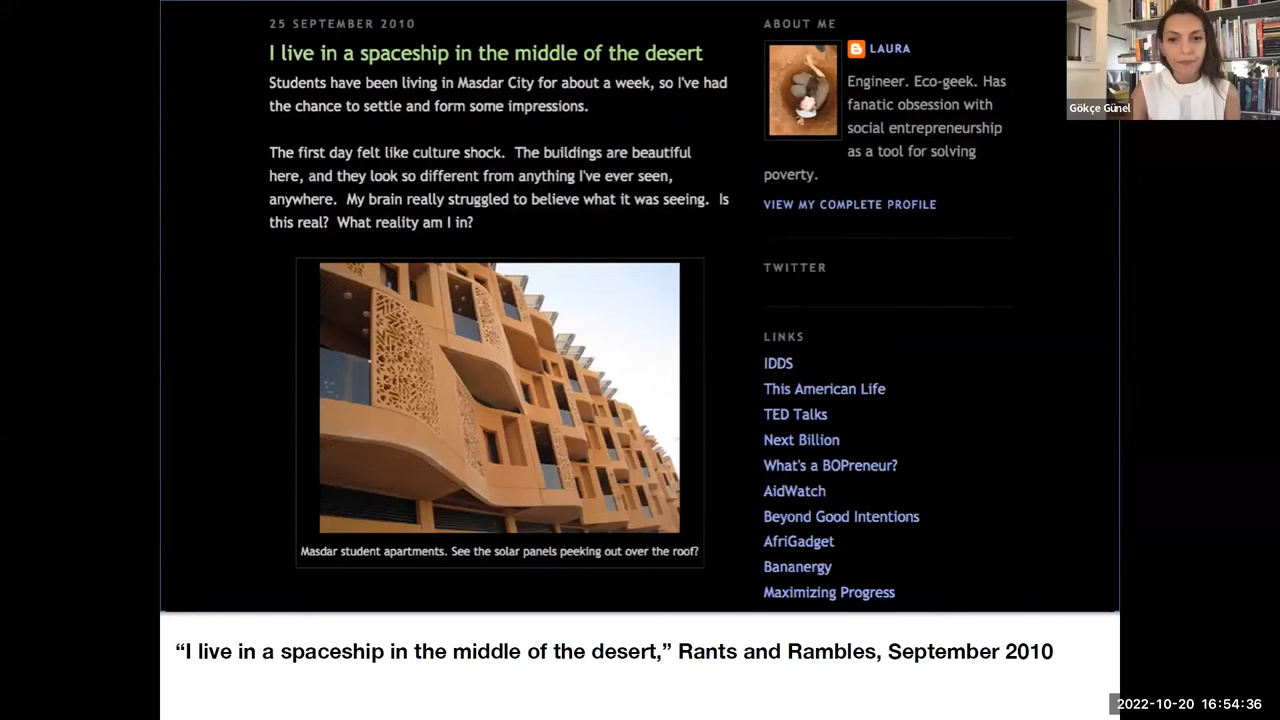 25 SEPTEMBER 2010
I live in a spaceship in the middle of the desert
Students have been living in Masdar City for about a week, so I've had
the chance to settle and form some impressions.
The first day felt like culture shock.  The buildings are beautiful
here, and they look so different from anything I've ever seen,
anywhere.  My brain really struggled to believe what it was seeing.  Is
this real?  What reality am I in?
Masdar student apartments. See the solar panels peeking out over the roof?
ABOUT ME
LAURA
Engineer. Eco-geek. Has
fanatic obsession with
social entrepreneurship
as a tool for solving
poverty.
VIEW MY COMPLETE PROFILE
TWITTER
LINKS
IDDS
This American Life
TED Talks
Next Billion
What's a BOPreneur?
AidWatch
Beyond Good Intentions
AfriGadget
Bananergy
Maximizing Progress
Gökçe Günel
“I live in a spaceship in the middle of the desert,” Rants and Rambles, September 2010
2022-10-20 16:54:36